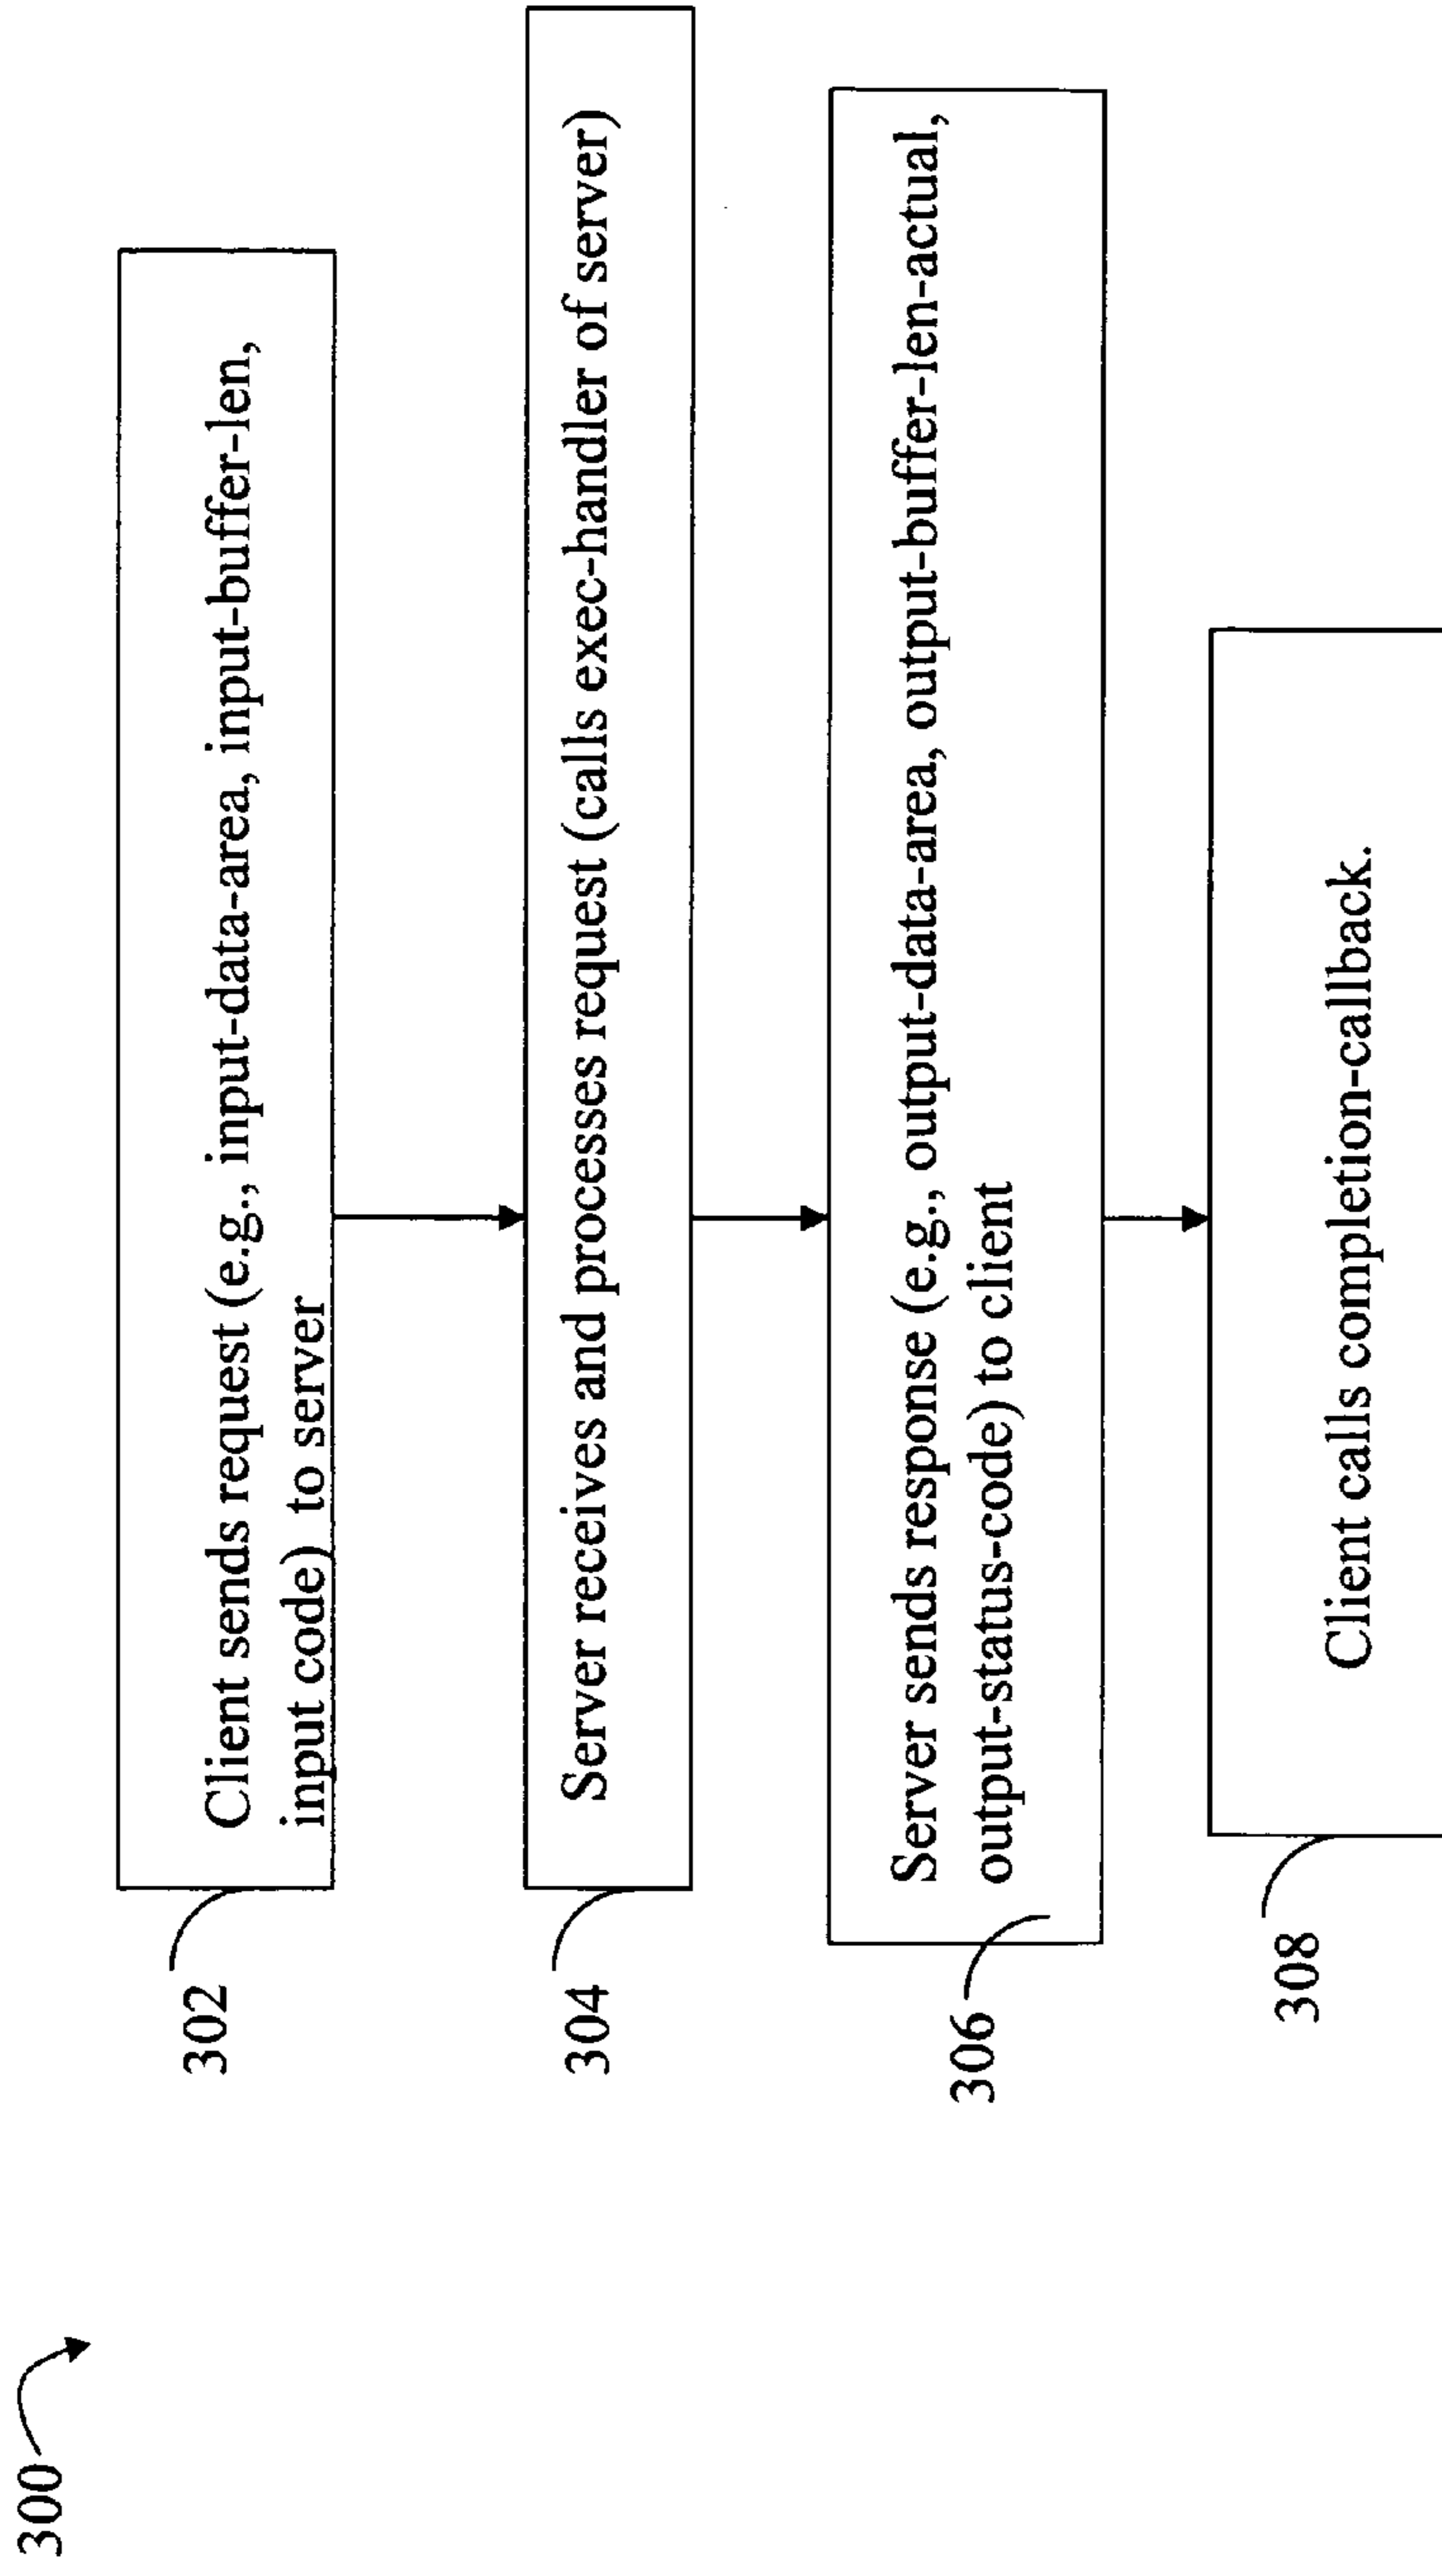 300
302
Client sends request (e.g., input-data-area, input-buffer-len,
input code) to server
304
Server receives and processes request (calls exec-handler of server)
306
Server sends response (e.g., output-data-area, output-buffer-len-actual,
output-status-code) to client
308
Client calls completion-callback.